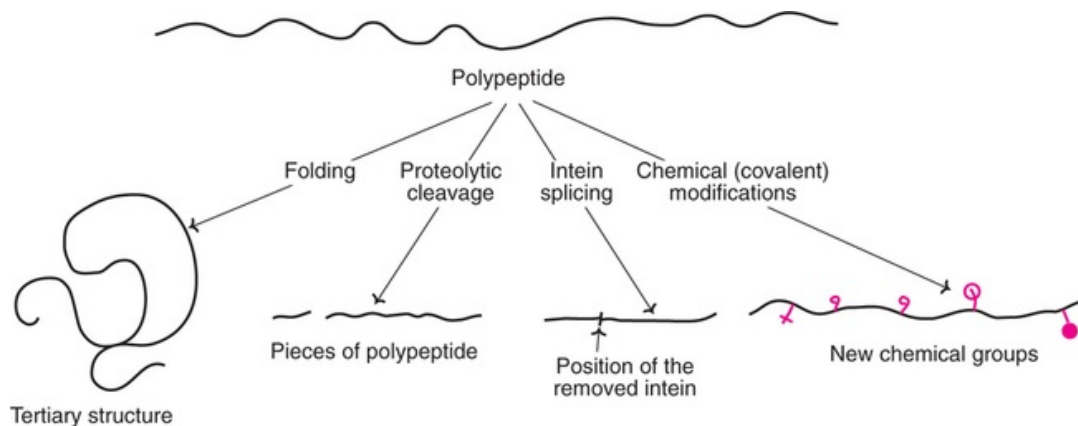 Polypeptide
Folding
Proteolytic
cleavage
Intein
splicing
Chemical (covalent)
modifications
Tertiary structure
Pieces of polypeptide
Position of the
removed intein
New chemical groups